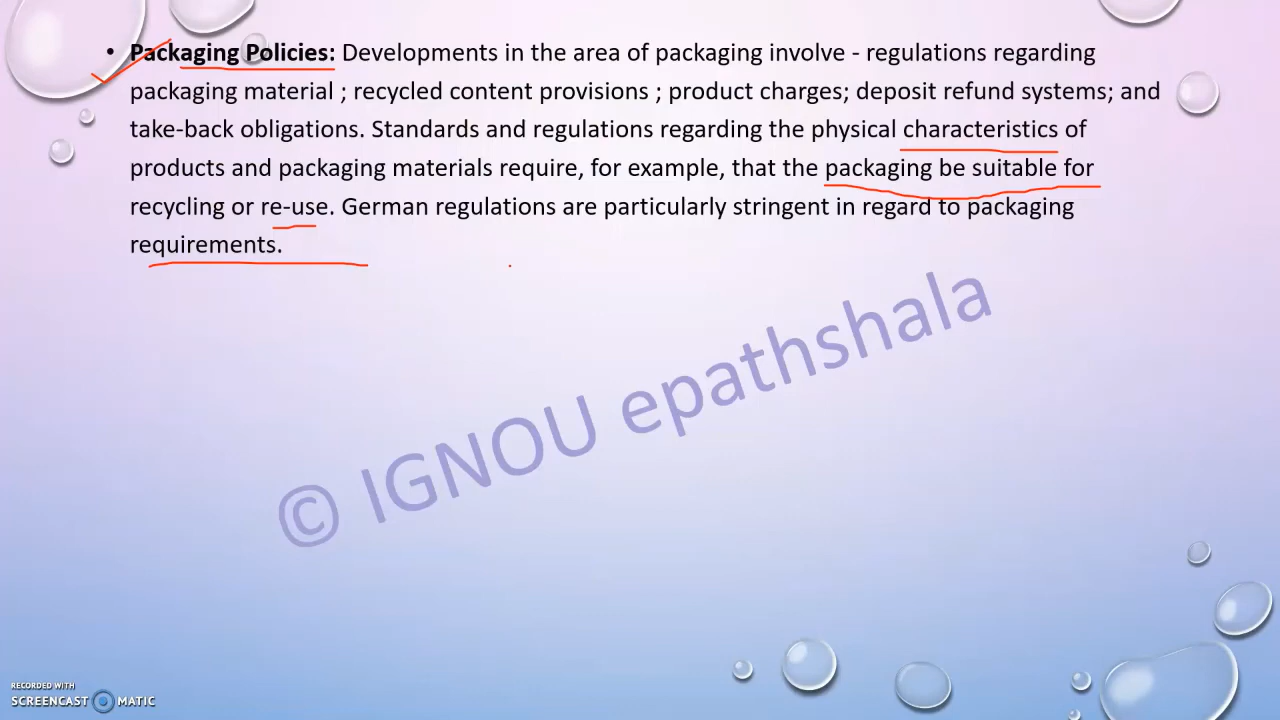 • Packaging Policies: Developments in the area of packaging involve - regulations regarding
packaging material ; recycled content provisions ; product charges; deposit refund systems; and
take-back obligations. Standards and regulations regarding the physical characteristics of
products and packaging materials require, for example, that the packaging be suitable for
recycling or re-use. German regulations are particularly stringent in regard to packaging
requirements.
© IGNOU epathshala
RECORDED WITH
SCREENCAST MATIC